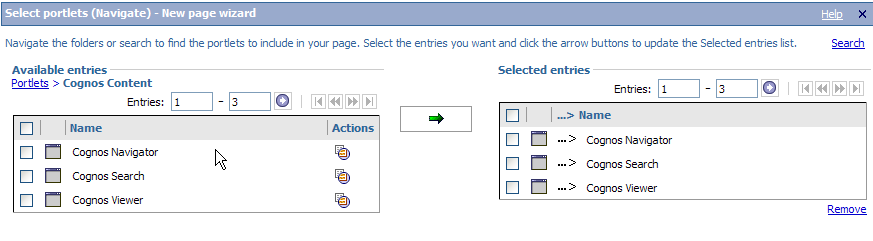 Select portlets (Navigate) - New page wizard Help
Navigate the folders or search to find the portlets to include in your page. Select the entries you want and click the arrow buttons to update the Selected entries list. Search
Available entries
Portlets > Cognos Content
Entries: 1 - 3
Name Actions
Cognos Navigator
Cognos Search
Cognos Viewer
Selected entries
Entries: 1 - 3
...> Name
...> Cognos Navigator
...> Cognos Search
...> Cognos Viewer
Remove